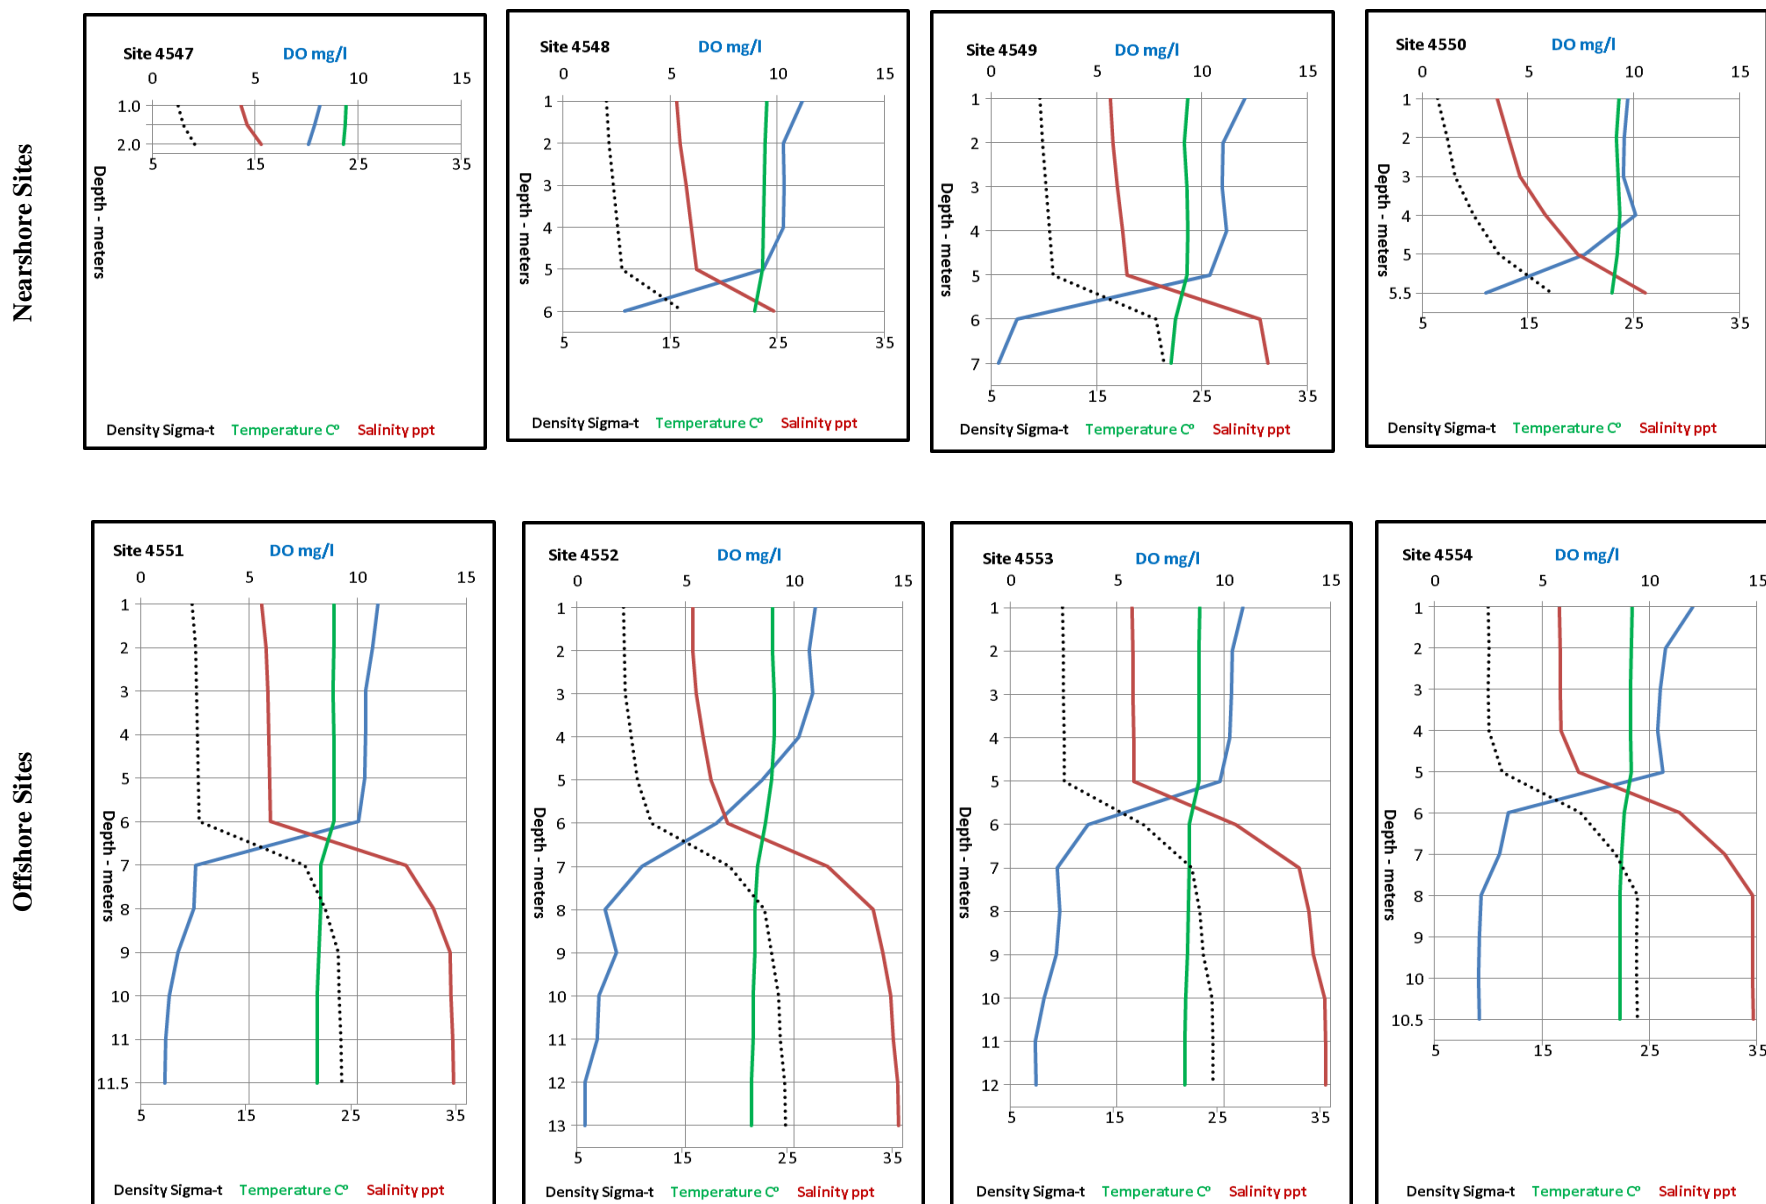 Nearshore Sites
Site 4547 DO mg/l
0 5 10 15
1.0
2.0
5 15 25 35
Depth - meters
Density Sigma-t Temperature Cº Salinity ppt
Site 4548 DO mg/l
0 5 10 15
1
2
3
4
5
6
5 15 25 35
Depth - meters
Density Sigma-t Temperature Cº Salinity ppt
Site 4549 DO mg/l
0 5 10 15
1
2
3
4
5
6
7
5 15 25 35
Depth - meters
Density Sigma-t Temperature Cº Salinity ppt
Site 4550 DO mg/l
0 5 10 15
1
2
3
4
5
5.5
5 15 25 35
Depth - meters
Density Sigma-t Temperature Cº Salinity ppt
Offshore Sites
Site 4551 DO mg/l
0 5 10 15
1
2
3
4
5
6
7
8
9
10
11
11.5
5 15 25 35
Depth - meters
Density Sigma-t Temperature Cº Salinity ppt
Site 4552 DO mg/l
0 5 10 15
1
2
3
4
5
6
7
8
9
10
11
12
13
5 15 25 35
Depth - meters
Density Sigma-t Temperature Cº Salinity ppt
Site 4553 DO mg/l
0 5 10 15
1
2
3
4
5
6
7
8
9
10
11
12
5 15 25 35
Depth - meters
Density Sigma-t Temperature Cº Salinity ppt
Site 4554 DO mg/l
0 5 10 15
1
2
3
4
5
6
7
8
9
10
10.5
5 15 25 35
Depth - meters
Density Sigma-t Temperature Cº Salinity ppt